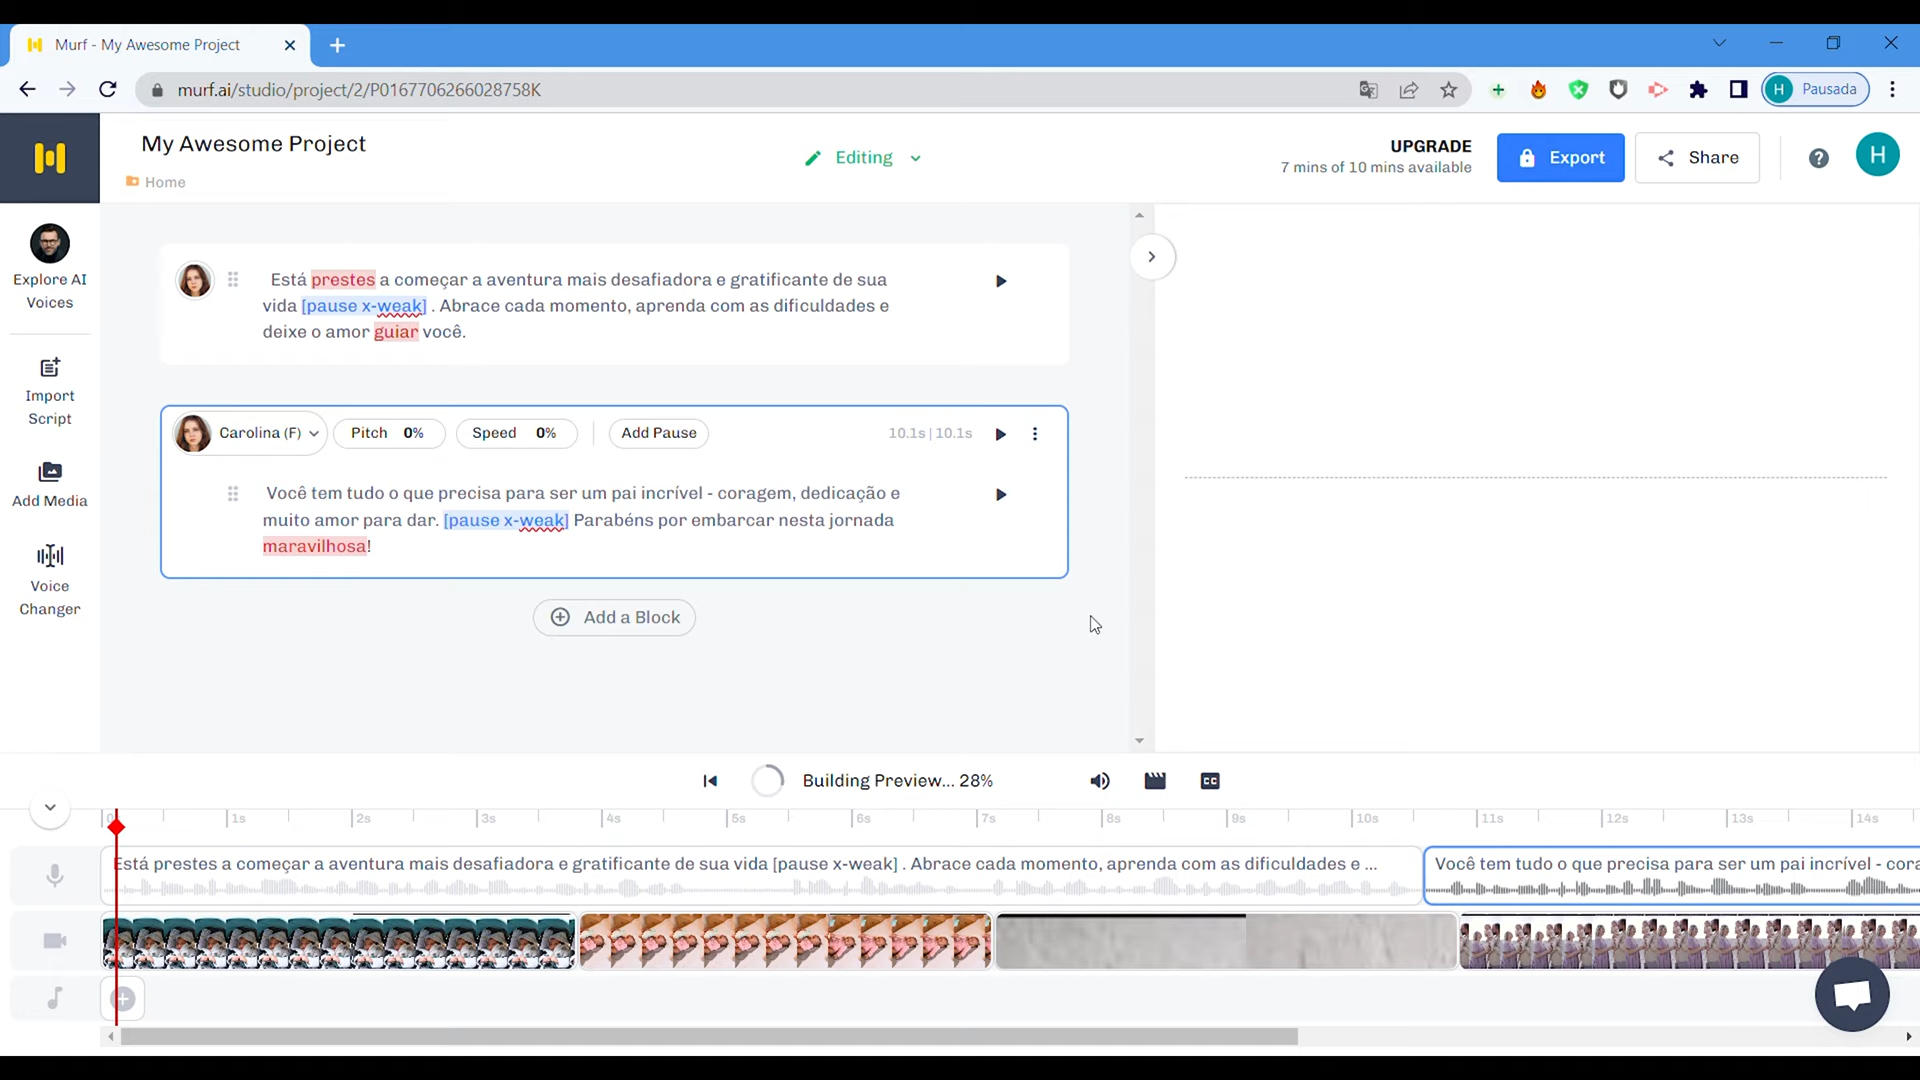 Murf - My Awesome Project
murf.ai/studio/project/2/P0167706266028758K
H Pausada
My Awesome Project
Home
Editing
UPGRADE
7 mins of 10 mins available
Export
Share
H
Explore AI
Voices
Import
Script
Add Media
Voice
Changer
Está prestes a começar a aventura mais desafiadora e gratificante de sua
vida [pause x-weak] . Abrace cada momento, aprenda com as dificuldades e
deixe o amor guiar você.
Carolina (F)
Pitch 0%
Speed 0%
Add Pause
10.1s | 10.1s
Você tem tudo o que precisa para ser um pai incrível - coragem, dedicação e
muito amor para dar. [pause x-weak] Parabéns por embarcar nesta jornada
maravilhosa!
Add a Block
Building Preview... 28%
CC
0 1s 2s 3s 4s 5s 6s 7s 8s 9s 10s 11s 12s 13s 14s
Está prestes a começar a aventura mais desafiadora e gratificante de sua vida [pause x-weak] . Abrace cada momento, aprenda com as dificuldades e ...
Você tem tudo o que precisa para ser um pai incrível - cora